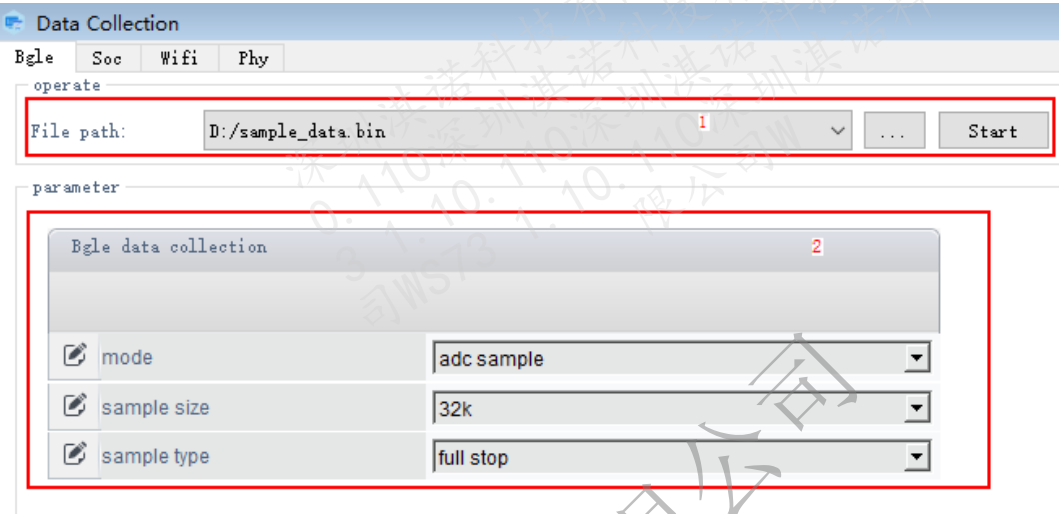 Data Collection
Bgle Soc Wifi Phy
operate
File path: D:/sample_data.bin 1 ... Start
parameter
Bgle data collection 2
mode adc sample
sample size 32k
sample type full stop